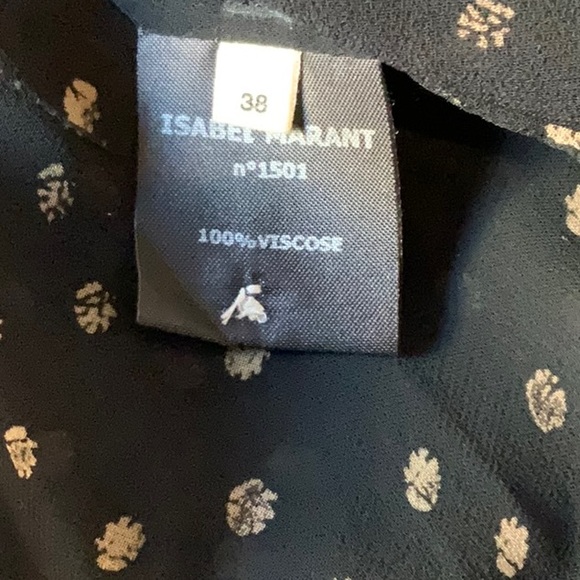 38
ISABEL MARANT
n°1501
100%VISCOSE